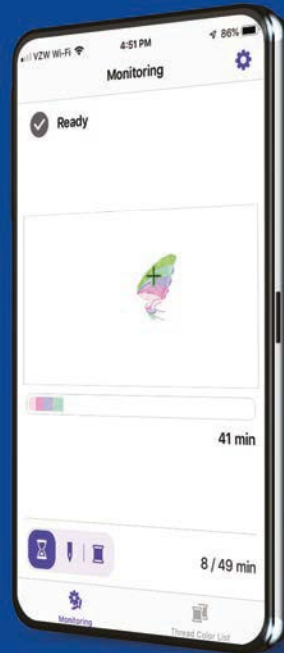 VZW Wi-Fi 4:51 PM 86%
Monitoring
Ready
41 min
8 / 49 min
Monitoring
Thread Color List